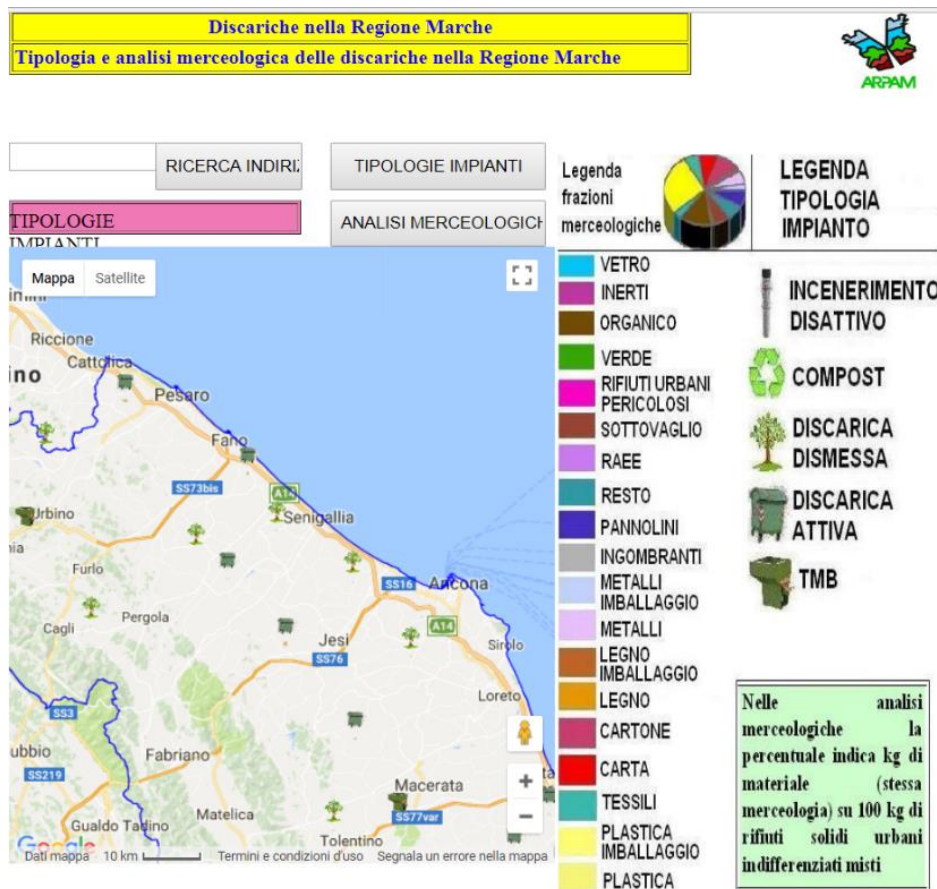 Discariche nella Regione Marche
Tipologia e analisi merceologica delle discariche nella Regione Marche
ARPAM
RICERCA INDIRIZ
TIPOLOGIE IMPIANTI
TIPOLOGIE
IMPIANTI
ANALISI MERCEOLOGICH
Legenda
frazioni
merceologiche
LEGENDA
TIPOLOGIA
IMPIANTO
Mappa
Satellite
Riccione
Cattolica
ino
Pesaro
Fano
SS73bis
A14
Senigallia
Urbino
Furlo
SS16
Ancona
A14
Cagli
Pergola
Jesi
SS76
Sirolo
Loreto
SS3
ubbio
SS219
Fabriano
Macerata
SS77var
Matelica
Gualdo Tadino
Tolentino
Google
Dati mappa
10 km
Termini e condizioni d'uso
Segnala un errore nella mappa
VETRO
INERTI
ORGANICO
VERDE
RIFIUTI URBANI
PERICOLOSI
SOTTOVAGLIO
RAEE
RESTO
PANNOLINI
INGOMBRANTI
METALLI
IMBALLAGGIO
METALLI
LEGNO
IMBALLAGGIO
LEGNO
CARTONE
CARTA
TESSILI
PLASTICA
IMBALLAGGIO
PLASTICA
INCENERIMENTO
DISATTIVO
COMPOST
DISCARICA
DISMESSA
DISCARICA
ATTIVA
TMB
Nelle analisi
merceologiche la
percentuale indica kg di
materiale (stessa
merceologia) su 100 kg di
rifiuti solidi urbani
indifferenziati misti